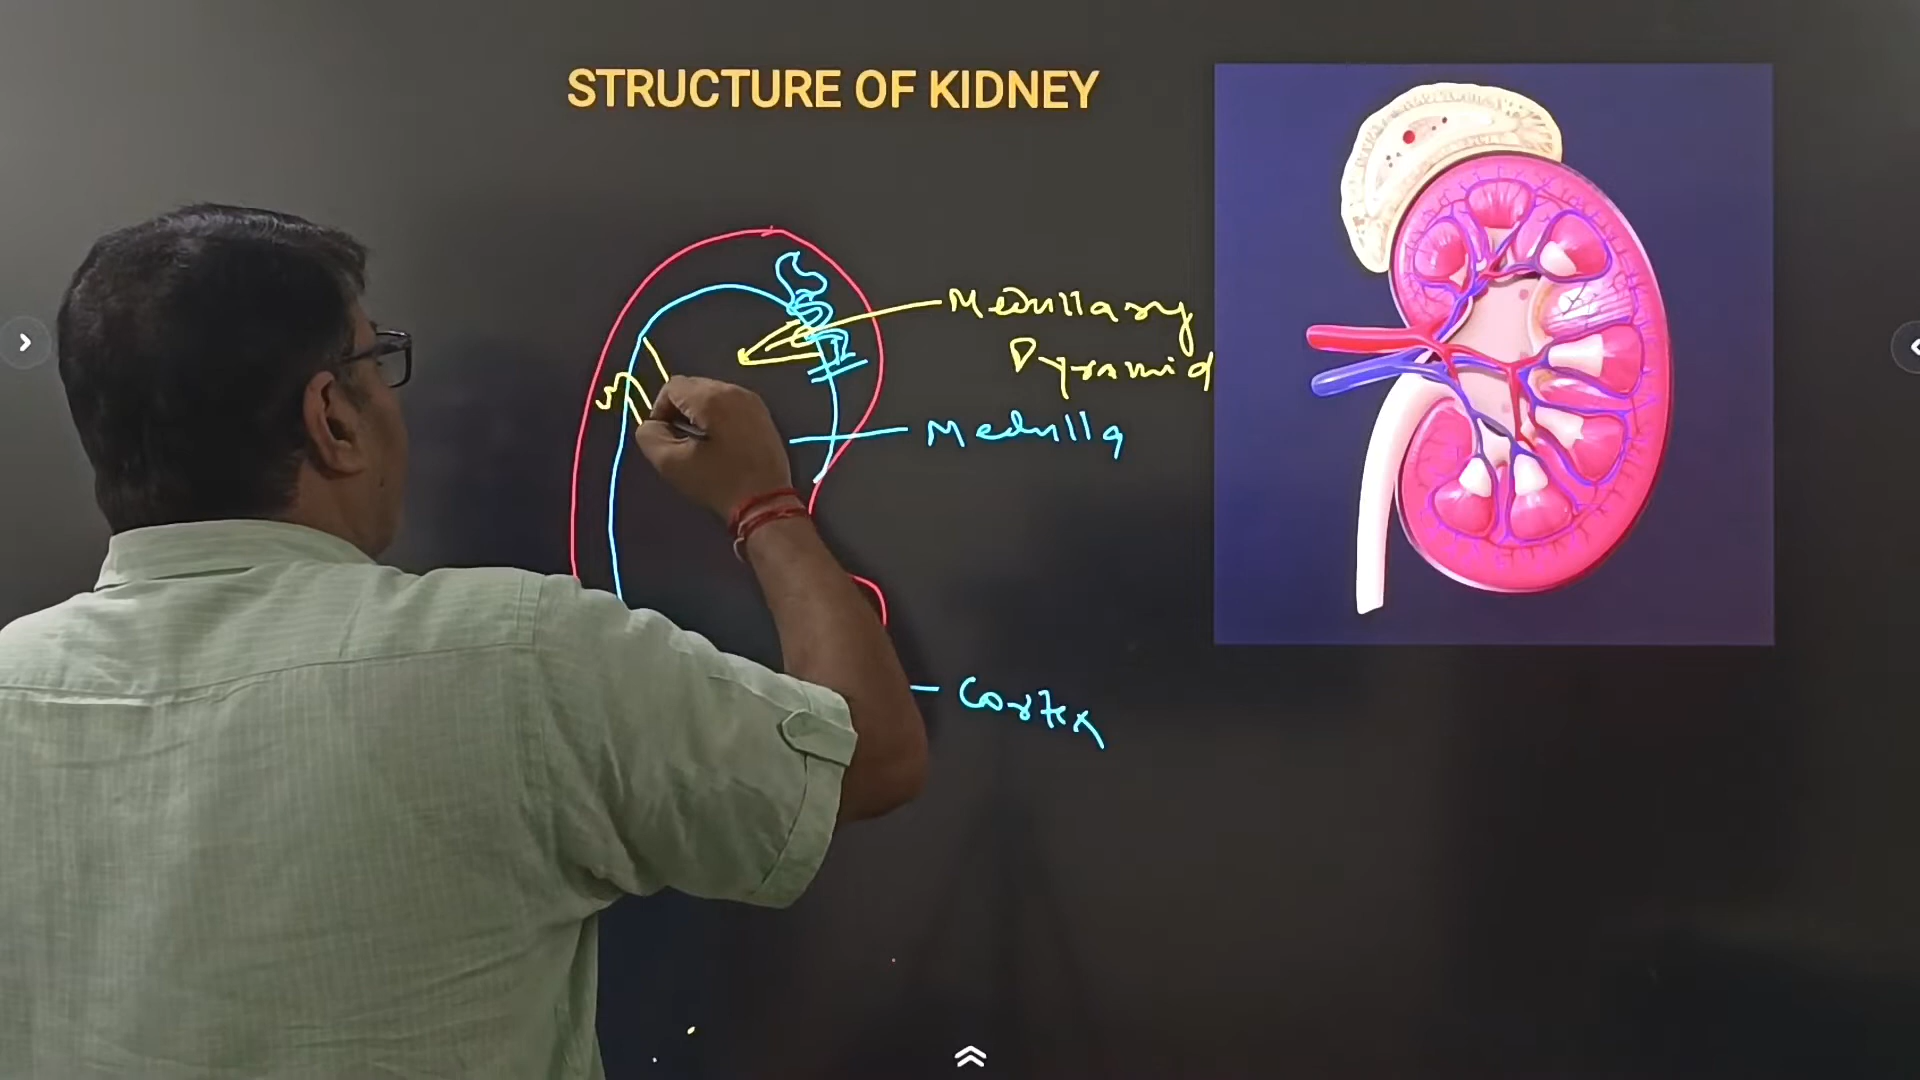 STRUCTURE OF KIDNEY
Medullary
Pyramid
Medulla
Cortex